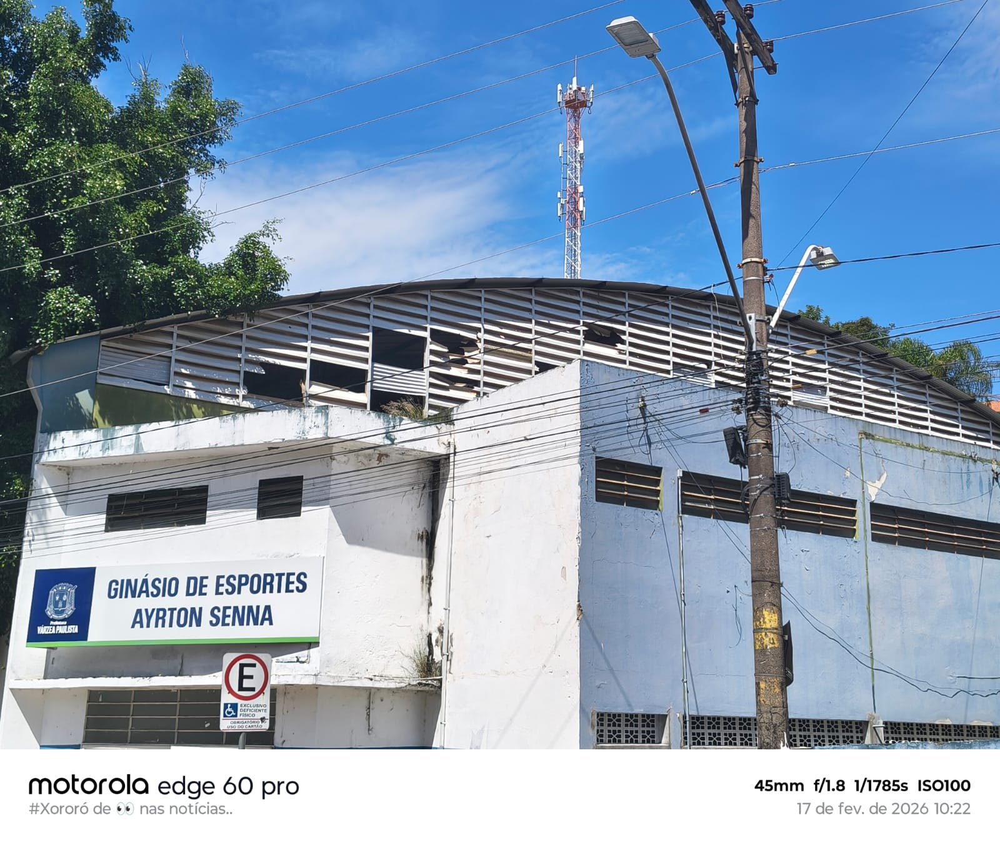 GINÁSIO DE ESPORTES
AYRTON SENNA
Prefeitura
VÁRZEA PAULISTA
E
EXCLUSIVO
DEFICIENTE
FÍSICO
OBRIGATÓRIO
USO DO CARTÃO
motorola edge 60 pro
#Xororó de 👀 nas notícias..
45mm f/1.8 1/1785s ISO100
17 de fev. de 2026 10:22